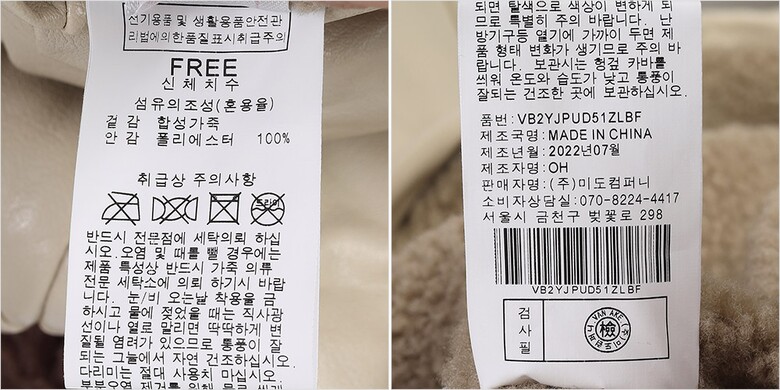 전기용품 및 생활용품안전관
리법에의한품질표시취급주의
FREE
신체치수
섬유의조성(혼용율)
겉감 합성가죽
안감 폴리에스터 100%
취급상 주의사항
드라이
반드시 전문점에 세탁의뢰 하십
시오.오염 및 때를 뺄 경우에는
제품 특성상 반드시 가죽 의류
전문 세탁소에 의뢰 하기시 바랍
니다. 눈/비 오는날 착용을 금
하시고 물에 젖었을 때는 직사광
선이나 열로 말리면 딱딱하게 변
질될 염려가 있으므로 통풍이 잘
되는 그늘에서 자연 건조하십시오.
다리미는 절대 사용치 마십시오.
부분오염 제거를 위해
되면 탈색으로 색상이 변하게 되
므로 특별히 주의 바랍니다. 난
방기구등 열기에 가까이 두면 제
품 형태 변화가 생기므로 주의 바
랍니다. 보관시는 헝겊 카바를
씌워 온도와 습도가 낮고 통풍이
잘되는 건조한 곳에 보관하십시오.
품번:VB2YJPUD51ZLBF
제조국명:MADE IN CHINA
제조년월:2022년07월
제조자명:OH
판매자명:(주)미도컴퍼니
소비자상담실:070-8224-4417
서울시 금천구 벚꽃로 298
VB2YJPUD51ZLBF
검
사
필
VAN AKE
檢